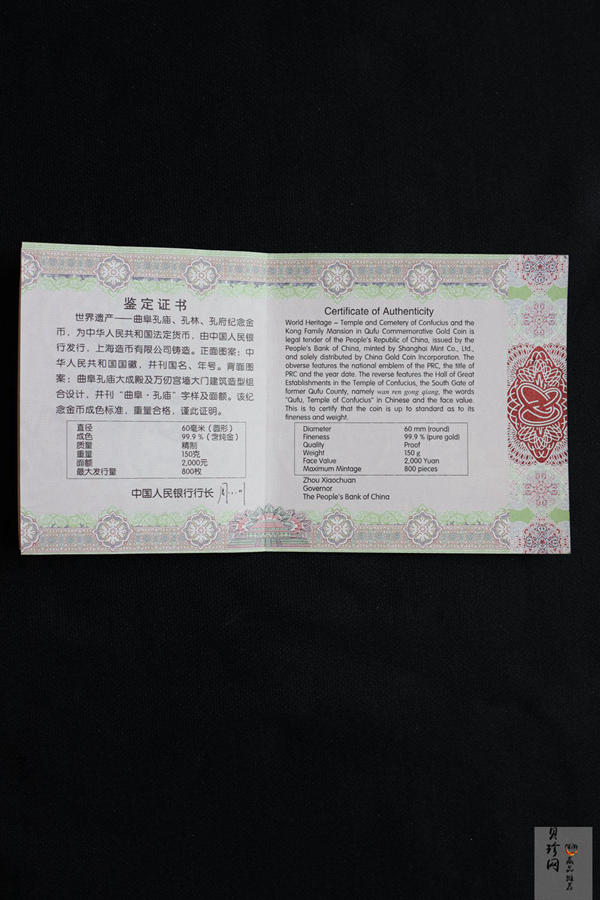 鉴定证书
世界遗产——曲阜孔庙、孔林、孔府纪念金
币，为中华人民共和国法定货币，由中国人民银
行发行，上海造币有限公司铸造。正面图案：中
华人民共和国国徽，并刊国名、年号。背面图
案：曲阜孔庙大成殿及万仞宫墙大门建筑造型组
合设计，并刊“曲阜·孔庙”字样及面额。该纪
念金币成色标准，重量合格，谨此证明。
直径 60毫米（圆形）
成色 99.9％（含纯金）
质量 精制
重量 150克
面额 2,000元
最大发行量 800枚
中国人民银行行长
Certificate of Authenticity
World Heritage – Temple and Cemetery of Confucius and the
Kong Family Mansion in Qufu Commemorative Gold Coin is
legal tender of the People's Republic of China, issued by the
People's Bank of China, minted by Shanghai Mint Co., Ltd.,
and solely distributed by China Gold Coin Incorporation. The
obverse features the national emblem of the PRC, the title of
PRC and the year date. The reverse features the Hall of Great
Establishments in the Temple of Confucius, the South Gate of
former Qufu County, namely wan ren gong qiang, the words
"Qufu, Temple of Confucius" in Chinese and the face value.
This is to certify that the coin is up to standard as to its
fineness and weight.
Diameter 60 mm (round)
Fineness 99.9 % (pure gold)
Quality Proof
Weight 150 g
Face Value 2,000 Yuan
Maximum Mintage 800 pieces
Zhou Xiaochuan
Governor
The People's Bank of China
贝珍网
藏品推荐